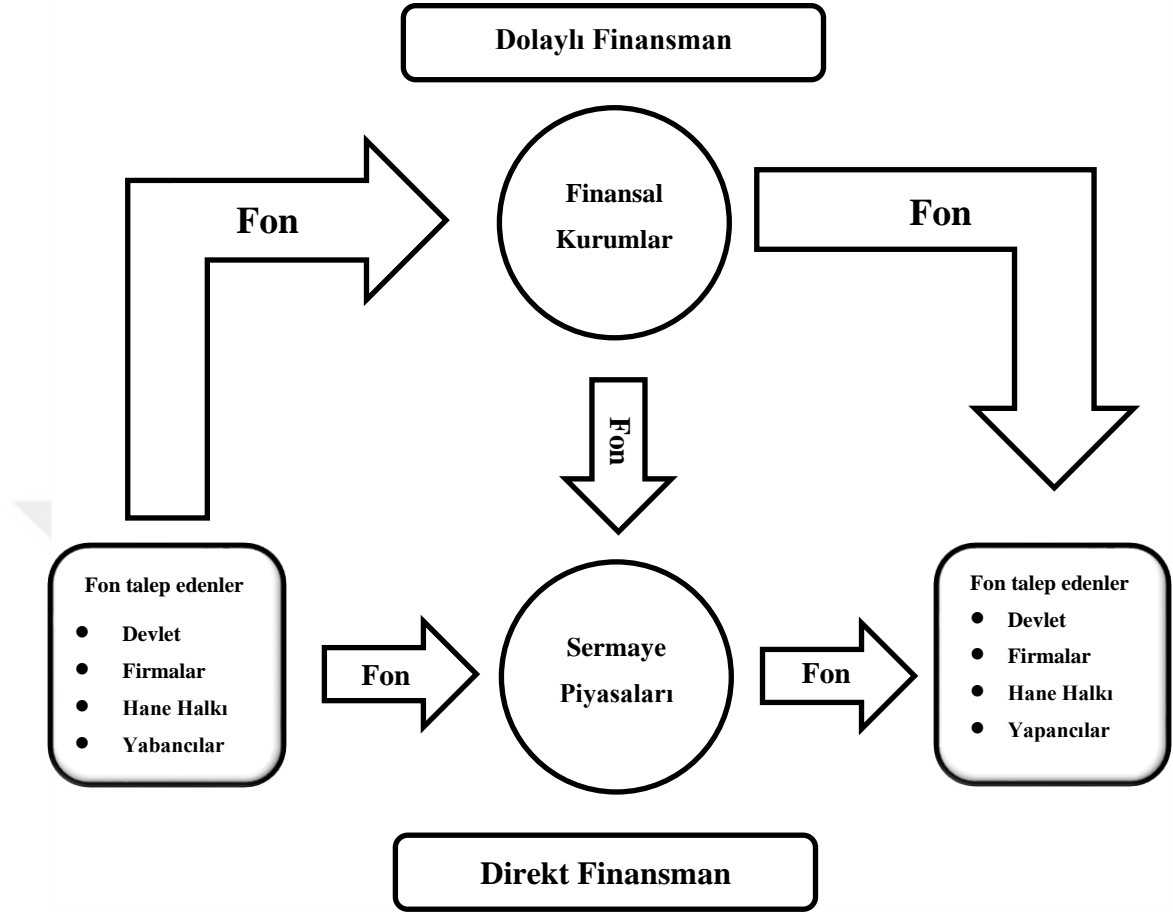 Dolaylı Finansman
Finansal
Kurumlar
Fon
Fon
Fon
Fon talep edenler
● Devlet
● Firmalar
● Hane Halkı
● Yabancılar
Fon
Sermaye
Piyasaları
Fon
Fon talep edenler
● Devlet
● Firmalar
● Hane Halkı
● Yapancılar
Direkt Finansman